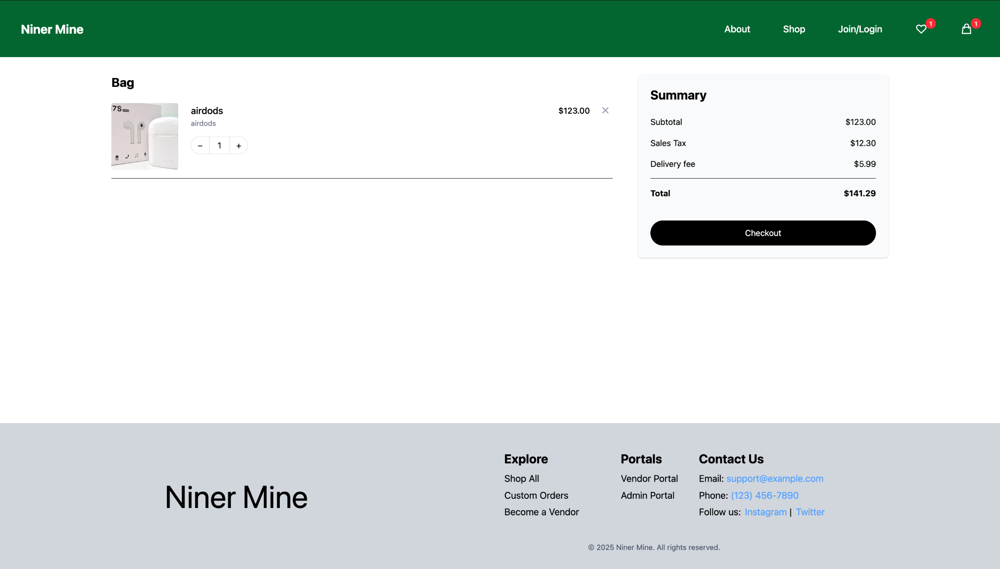 Niner Mine
About Shop Join/Login 1 1
Bag
7S TWS
airdods $123.00
airdods
− 1 +
Summary
Subtotal $123.00
Sales Tax $12.30
Delivery fee $5.99
Total $141.29
Checkout
Niner Mine
Explore
Shop All
Custom Orders
Become a Vendor
Portals
Vendor Portal
Admin Portal
Contact Us
Email: support@example.com
Phone: (123) 456-7890
Follow us: Instagram | Twitter
© 2025 Niner Mine. All rights reserved.